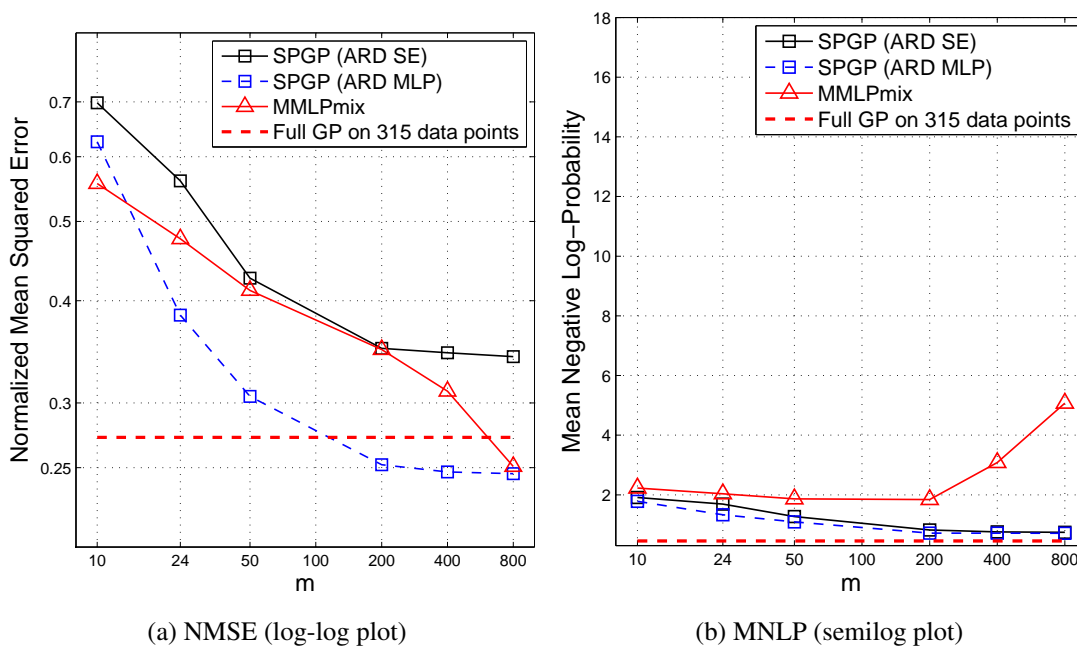 SPGP (ARD SE)
SPGP (ARD MLP)
MMLPmix
Full GP on 315 data points
0.7
0.6
0.5
0.4
0.3
0.25
Normalized Mean Squared Error
10 24 50 100 200 400 800
m
(a) NMSE (log-log plot)
SPGP (ARD SE)
SPGP (ARD MLP)
MMLPmix
Full GP on 315 data points
18
16
14
12
10
8
6
4
2
Mean Negative Log−Probability
10 24 50 100 200 400 800
m
(b) MNLP (semilog plot)